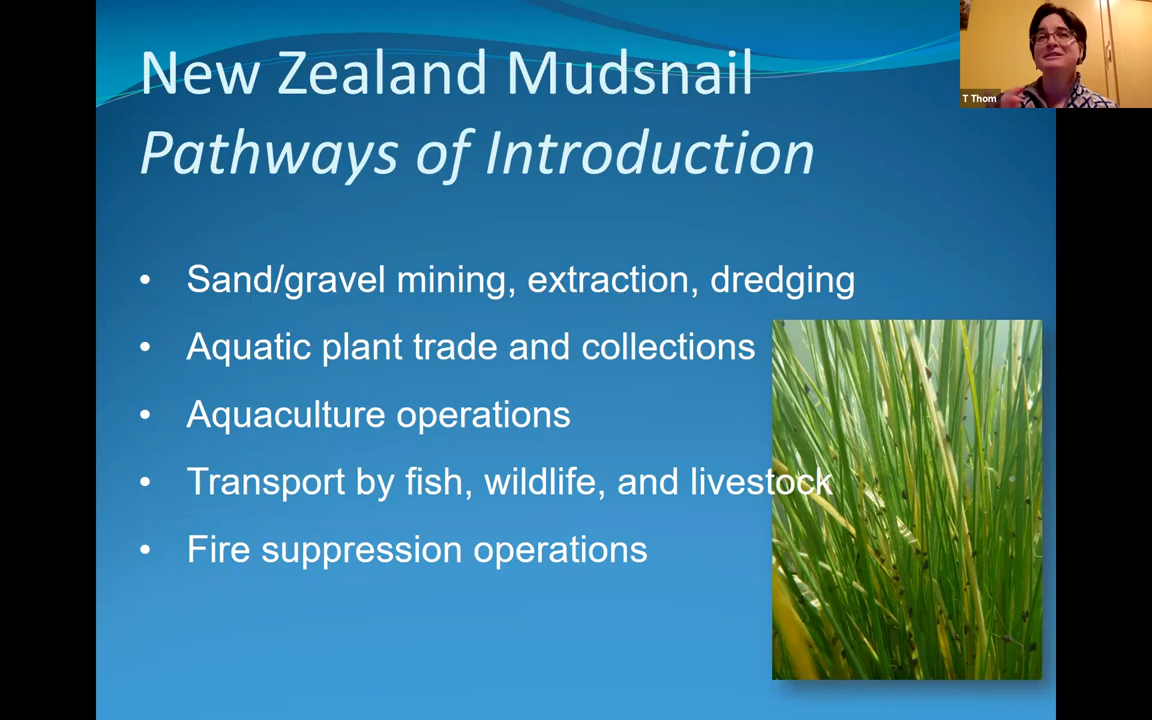 New Zealand Mudsnail
Pathways of Introduction
• Sand/gravel mining, extraction, dredging
• Aquatic plant trade and collections
• Aquaculture operations
• Transport by fish, wildlife, and livestock
• Fire suppression operations
T Thom